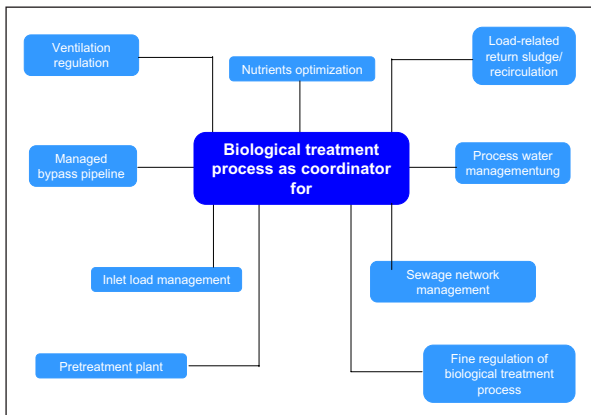 Ventilation
regulation
Nutrients optimization
Load-related
return sludge/
recirculation
Biological treatment
process as coordinator
for
Managed
bypass pipeline
Process water
managementung
Inlet load management
Sewage network
management
Pretreatment plant
Fine regulation of
biological treatment
process